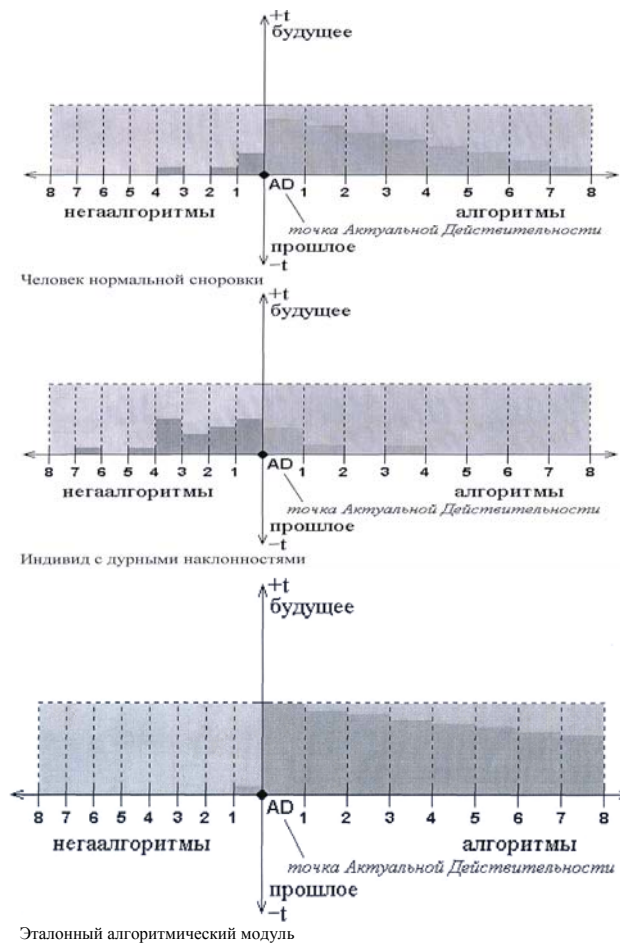 +t
будущее
8 7 6 5 4 3 2 1 AD 1 2 3 4 5 6 7 8
негаалгоритмы алгоритмы
точка Актуальной Действительности
прошлое
−t
Человек нормальной сноровки
+t
будущее
8 7 6 5 4 3 2 1 AD 1 2 3 4 5 6 7 8
негаалгоритмы алгоритмы
точка Актуальной Действительности
прошлое
−t
Индивид с дурными наклонностями
+t
будущее
8 7 6 5 4 3 2 1 AD 1 2 3 4 5 6 7 8
негаалгоритмы алгоритмы
точка Актуальной Действительности
прошлое
−t
Эталонный алгоритмический модуль